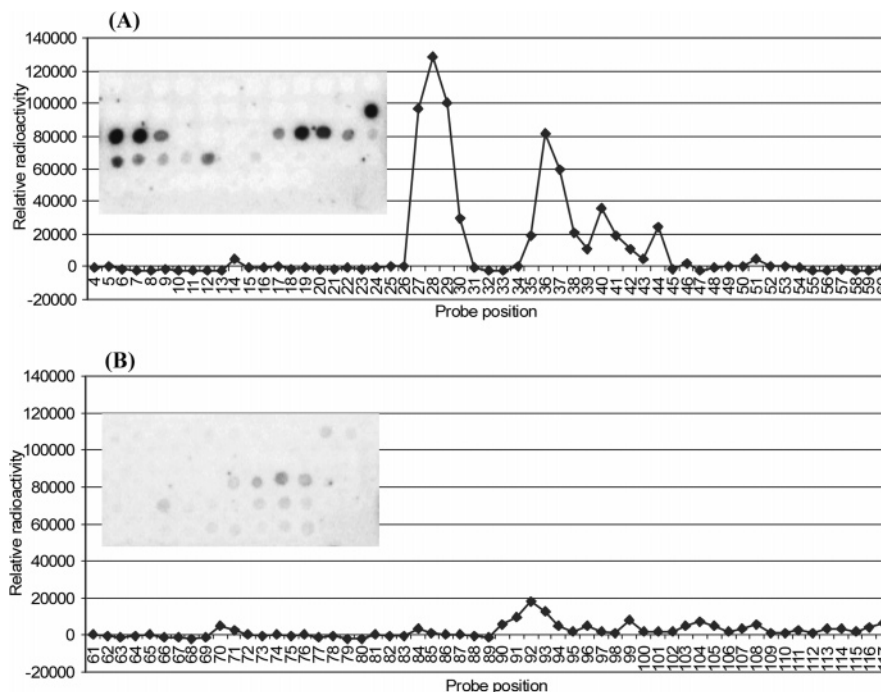 (A)
140000
120000
100000
80000
60000
40000
20000
0
-20000
Relative radioactivity
4 5 6 7 8 9 10 11 12 13 14 15 16 17 18 19 20 21 22 23 24 25 26 27 28 29 30 31 32 33 34 35 36 37 38 39 40 41 42 43 44 45 46 47 48 49 50 51 52 53 54 55 56 57 58 59
Probe position
(B)
140000
120000
100000
80000
60000
40000
20000
0
-20000
Relative radioactivity
61 62 63 64 65 66 67 68 69 70 71 72 73 74 75 76 77 78 79 80 81 82 83 84 85 86 87 88 89 90 91 92 93 94 95 96 97 98 99 100 101 102 103 104 105 106 107 108 109 110 111 112 113 114 115 116
Probe position